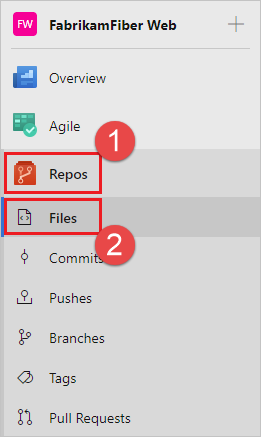 FW FabrikamFiber Web
Overview
Agile
1
Repos
Files
2
Commits
Pushes
Branches
Tags
Pull Requests